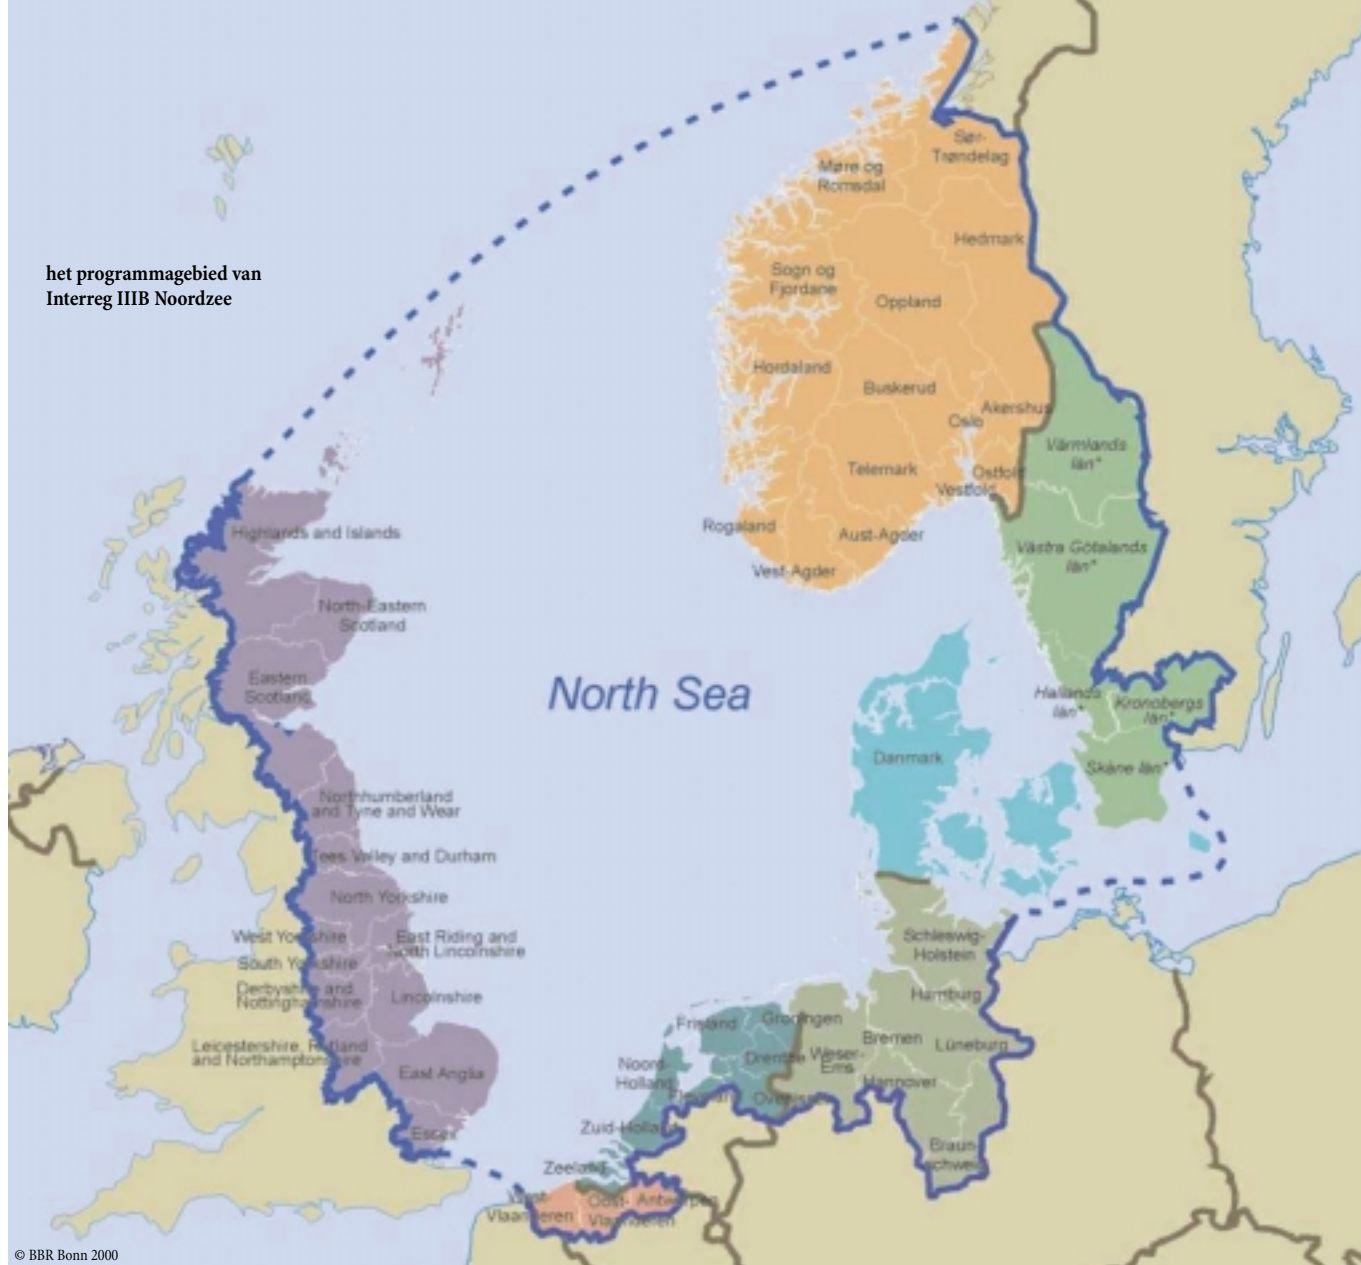 Sør-
Trøndelag
Møre og
Romsdal
Hedmark
het programmagebied van
Interreg IIIB Noordzee
Sogn og
Fjordane
Oppland
Hordaland
Buskerud
Akershus
Oslo
Värmlands
län*
Telemark
Ostfold
Vestfold
Rogaland
Aust-Agder
Highlands and Islands
Västra Götalands
län*
Vest-Agder
North-Eastern
Scotland
Eastern
Scotland
North Sea
Hallands
län*
Kronobergs
län*
Danmark
Skåne län*
Northhumberland
and Tyne and Wear
Tees Valley and Durham
North Yorkshire
West Yorkshire
East Riding and
North Lincolnshire
Schleswig-
Holstein
South Yorkshire
Derbyshire and
Nottinghamshire
Lincolnshire
Hamburg
Frisland
Groningen
Bremen
Lüneburg
Leicestershire, Rutland
and Northamptonshire
Drenthe
Weser-
Ems
East Anglia
Noord-
Holland
Hannover
Flevoland
Overijssel
Essex
Zuid-Holland
Braun-
schweig
Zeeland
West-
Vlaanderen
Oost-
Vlaanderen
Antwerpen
© BBR Bonn 2000